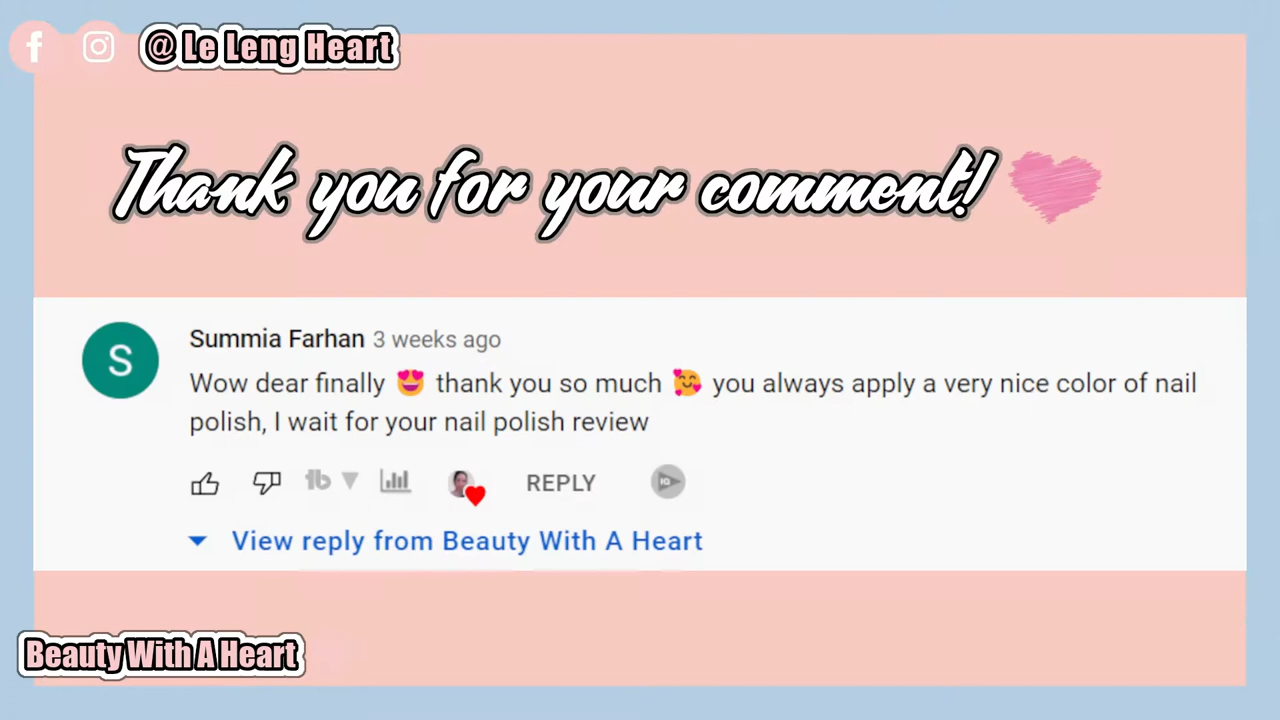 @ Le Leng Heart
Thank you for your comment!
Summia Farhan 3 weeks ago
Wow dear finally 😍 thank you so much 🥰 you always apply a very nice color of nail
polish, I wait for your nail polish review
REPLY
View reply from Beauty With A Heart
Beauty With A Heart